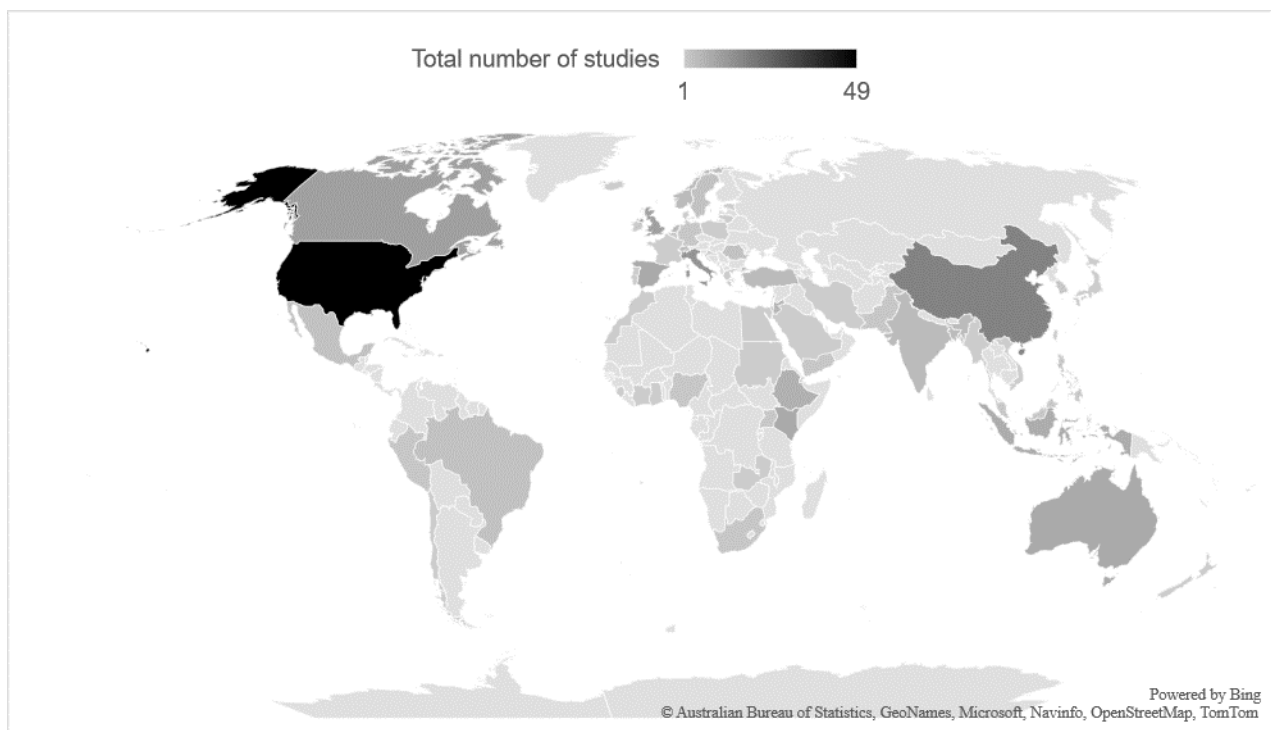 Total number of studies
1 49
Powered by Bing
© Australian Bureau of Statistics, GeoNames, Microsoft, Navinfo, OpenStreetMap, TomTom